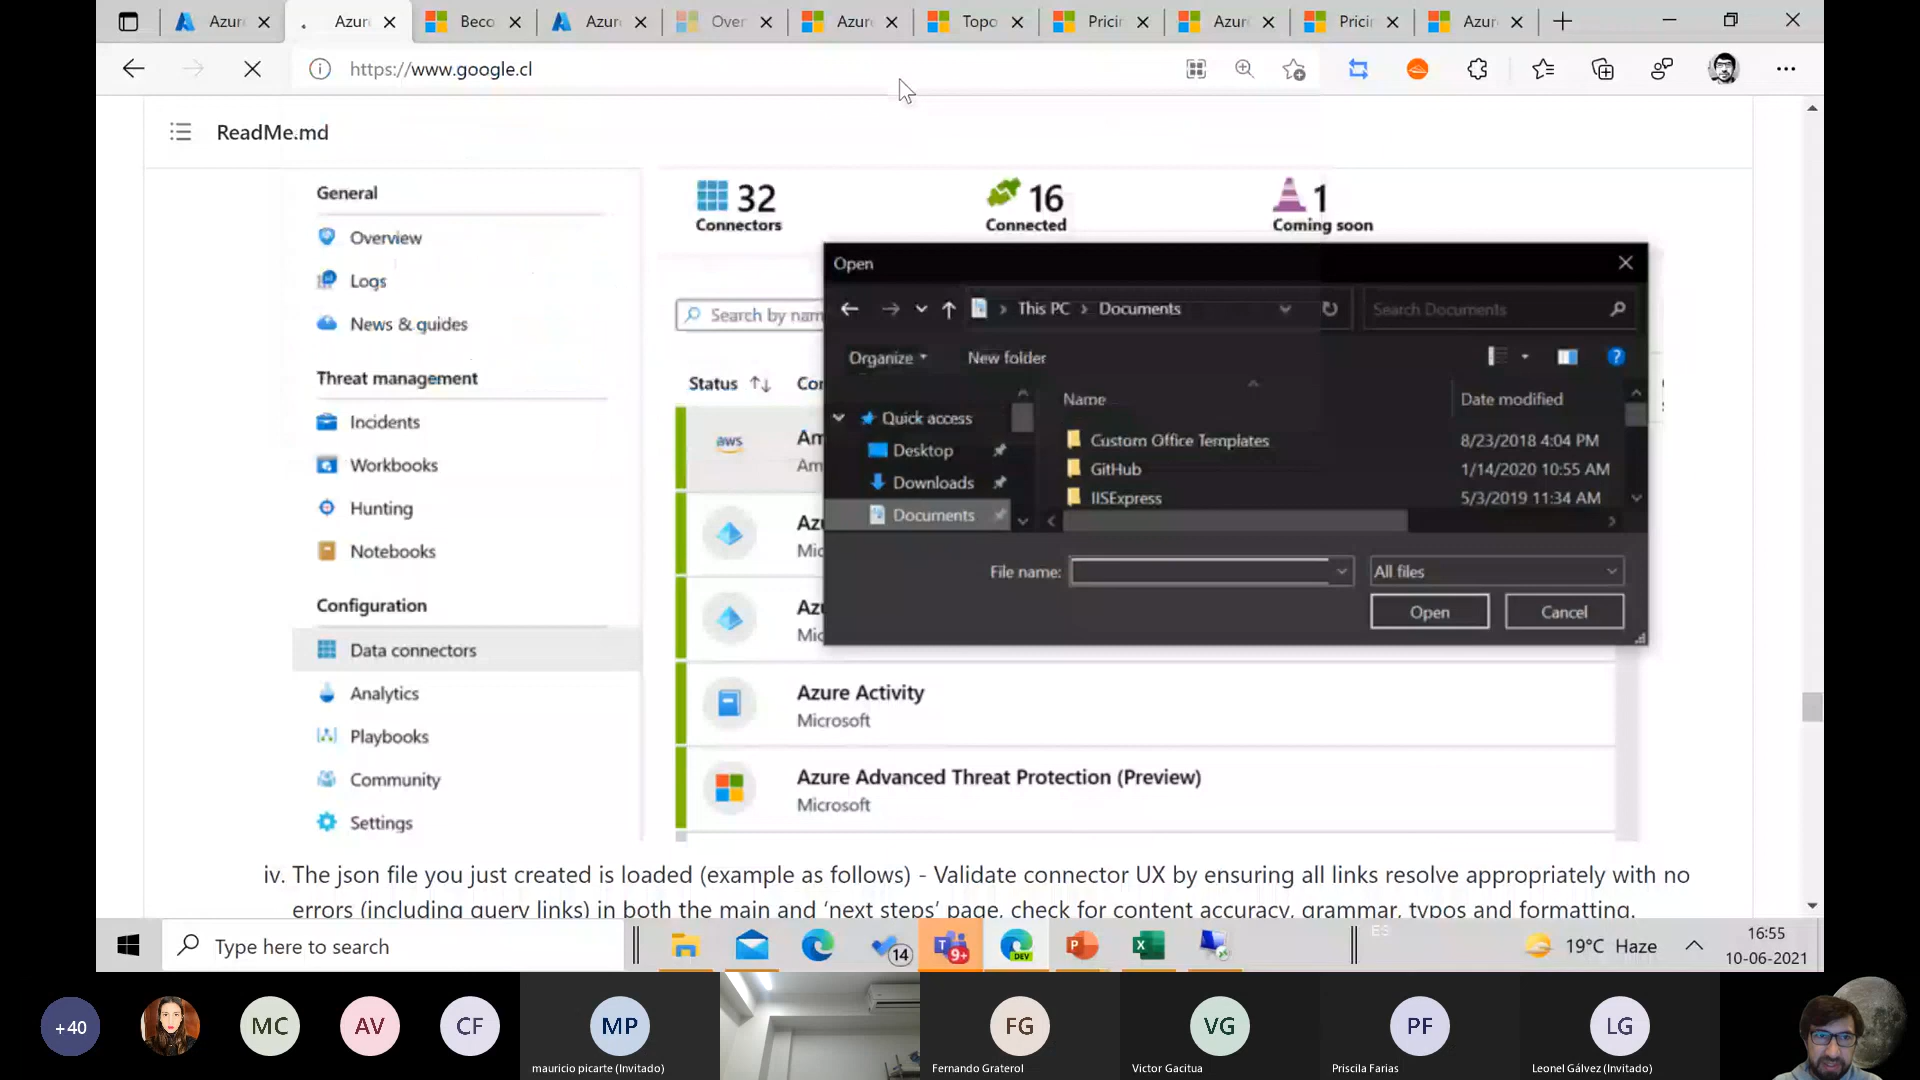 Azur
Azur
Beco
Azur
Over
Azur
Topo
Pricin
Azur
Pricin
Azur
https://www.google.cl
ReadMe.md
General
Overview
Logs
News & guides
Threat management
Incidents
Workbooks
Hunting
Notebooks
Configuration
Data connectors
Analytics
Playbooks
Community
Settings
32
Connectors
16
Connected
1
Coming soon
Search by nam
Status
Con
aws
Am
Am
Azu
Mic
Azu
Mic
Azure Activity
Microsoft
Azure Advanced Threat Protection (Preview)
Microsoft
Open
This PC > Documents
Search Documents
Organize
New folder
Quick access
Desktop
Downloads
Documents
Name
Date modified
Custom Office Templates 8/23/2018 4:04 PM
GitHub 1/14/2020 10:55 AM
IISExpress 5/3/2019 11:34 AM
File name:
All files
Open
Cancel
iv. The json file you just created is loaded (example as follows) - Validate connector UX by ensuring all links resolve appropriately with no
errors (including query links) in both the main and ‘next steps’ page, check for content accuracy, grammar, typos and formatting.
Type here to search
14
9+
DEV
ES
19°C Haze
16:55
10-06-2021
+40
MC
AV
CF
MP
mauricio picarte (Invitado)
FG
Fernando Graterol
VG
Victor Gacitua
PF
Priscila Farias
LG
Leonel Gálvez (Invitado)